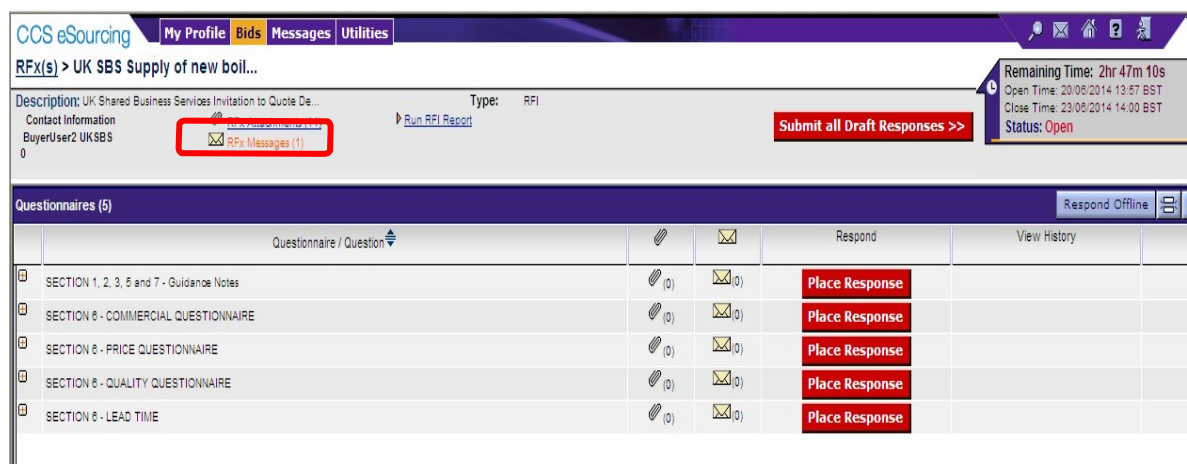 CCS eSourcing
My Profile Bids Messages Utilities
RFx(s) > UK SBS Supply of new boil...
Remaining Time: 2hr 47m 10s
Open Time: 20/06/2014 13:57 BST
Close Time: 23/06/2014 14:00 BST
Status: Open
Description: UK Shared Business Services Invitation to Quote De...
Type: RFI
Contact Information
RFx Attachments
Run RFI Report
Submit all Draft Responses >>
BuyerUser2 UKSBS
RFx Messages (1)
0
Questionnaires (5)
Respond Offline
Questionnaire / Question
Respond
View History
SECTION 1, 2, 3, 5 and 7 - Guidance Notes (0) (0) Place Response
SECTION 6 - COMMERCIAL QUESTIONNAIRE (0) (0) Place Response
SECTION 6 - PRICE QUESTIONNAIRE (0) (0) Place Response
SECTION 6 - QUALITY QUESTIONNAIRE (0) (0) Place Response
SECTION 6 - LEAD TIME (0) (0) Place Response